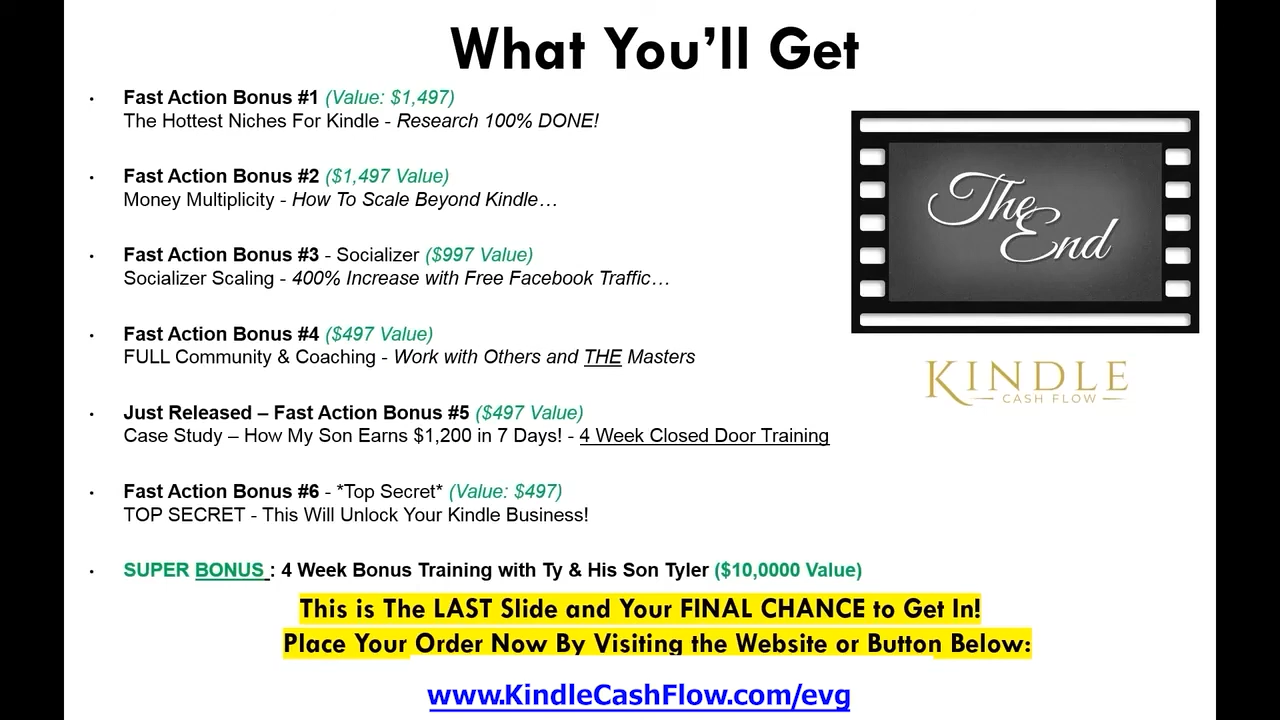 What You’ll Get
• Fast Action Bonus #1 (Value: $1,497)
The Hottest Niches For Kindle - Research 100% DONE!
• Fast Action Bonus #2 ($1,497 Value)
Money Multiplicity - How To Scale Beyond Kindle…
• Fast Action Bonus #3 - Socializer ($997 Value)
Socializer Scaling - 400% Increase with Free Facebook Traffic…
• Fast Action Bonus #4 ($497 Value)
FULL Community & Coaching - Work with Others and THE Masters
• Just Released – Fast Action Bonus #5 ($497 Value)
Case Study – How My Son Earns $1,200 in 7 Days! - 4 Week Closed Door Training
• Fast Action Bonus #6 - *Top Secret* (Value: $497)
TOP SECRET - This Will Unlock Your Kindle Business!
• SUPER BONUS : 4 Week Bonus Training with Ty & His Son Tyler ($10,0000 Value)
The
End
KINDLE
CASH FLOW
This is The LAST Slide and Your FINAL CHANCE to Get In!
Place Your Order Now By Visiting the Website or Button Below:
www.KindleCashFlow.com/evg